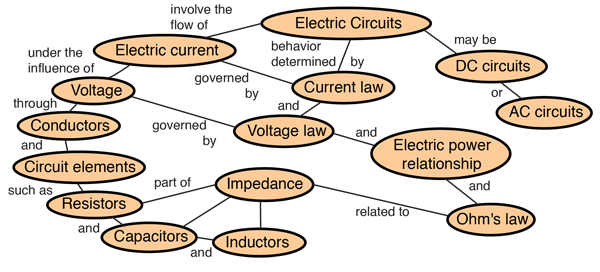 involve the
flow of
Electric Circuits
Electric current
under the
influence of
behavior
determined by
may be
DC circuits
governed
by
Current law
or
Voltage
and
AC circuits
through
Conductors
governed
by
Voltage law
and
Electric power
relationship
and
Circuit elements
such as
part of
Impedance
and
Resistors
related to
Ohm's law
and
Capacitors
and
Inductors